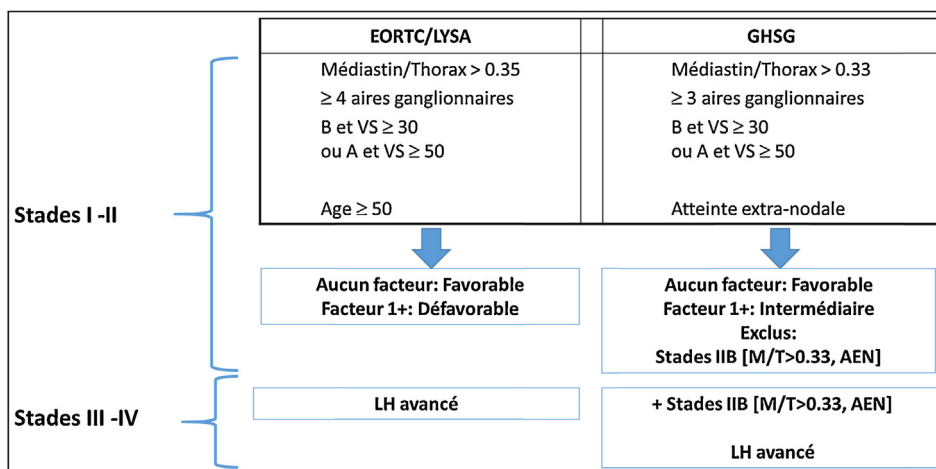 EORTC/LYSA
Médiastin/Thorax > 0.35
≥ 4 aires ganglionnaires
B et VS ≥ 30
ou A et VS ≥ 50
Age ≥ 50
GHSG
Médiastin/Thorax > 0.33
≥ 3 aires ganglionnaires
B et VS ≥ 30
ou A et VS ≥ 50
Atteinte extra-nodale
Stades I -II
Aucun facteur: Favorable
Facteur 1+: Défavorable
Aucun facteur: Favorable
Facteur 1+: Intermédiaire
Exclus:
Stades IIB [M/T>0.33, AEN]
Stades III -IV
LH avancé
+ Stades IIB [M/T>0.33, AEN]
LH avancé